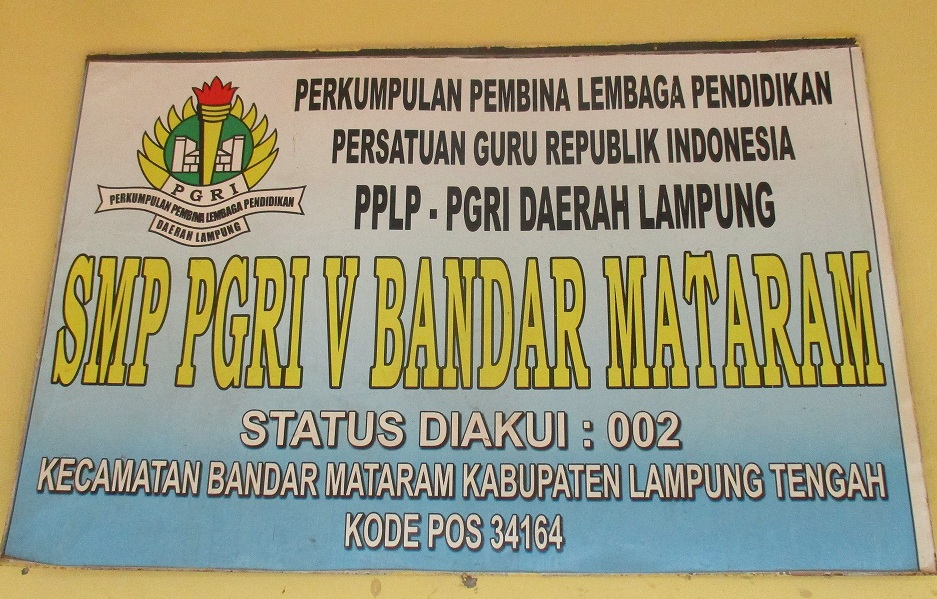 PERKUMPULAN PEMBINA LEMBAGA PENDIDIKAN
PERSATUAN GURU REPUBLIK INDONESIA
PPLP - PGRI DAERAH LAMPUNG
PGRI
PERKUMPULAN PEMBINA LEMBAGA PENDIDIKAN
DAERAH LAMPUNG
SMP PGRI V BANDAR MATARAM
STATUS DIAKUI : 002
KECAMATAN BANDAR MATARAM KABUPATEN LAMPUNG TENGAH
KODE POS 34164